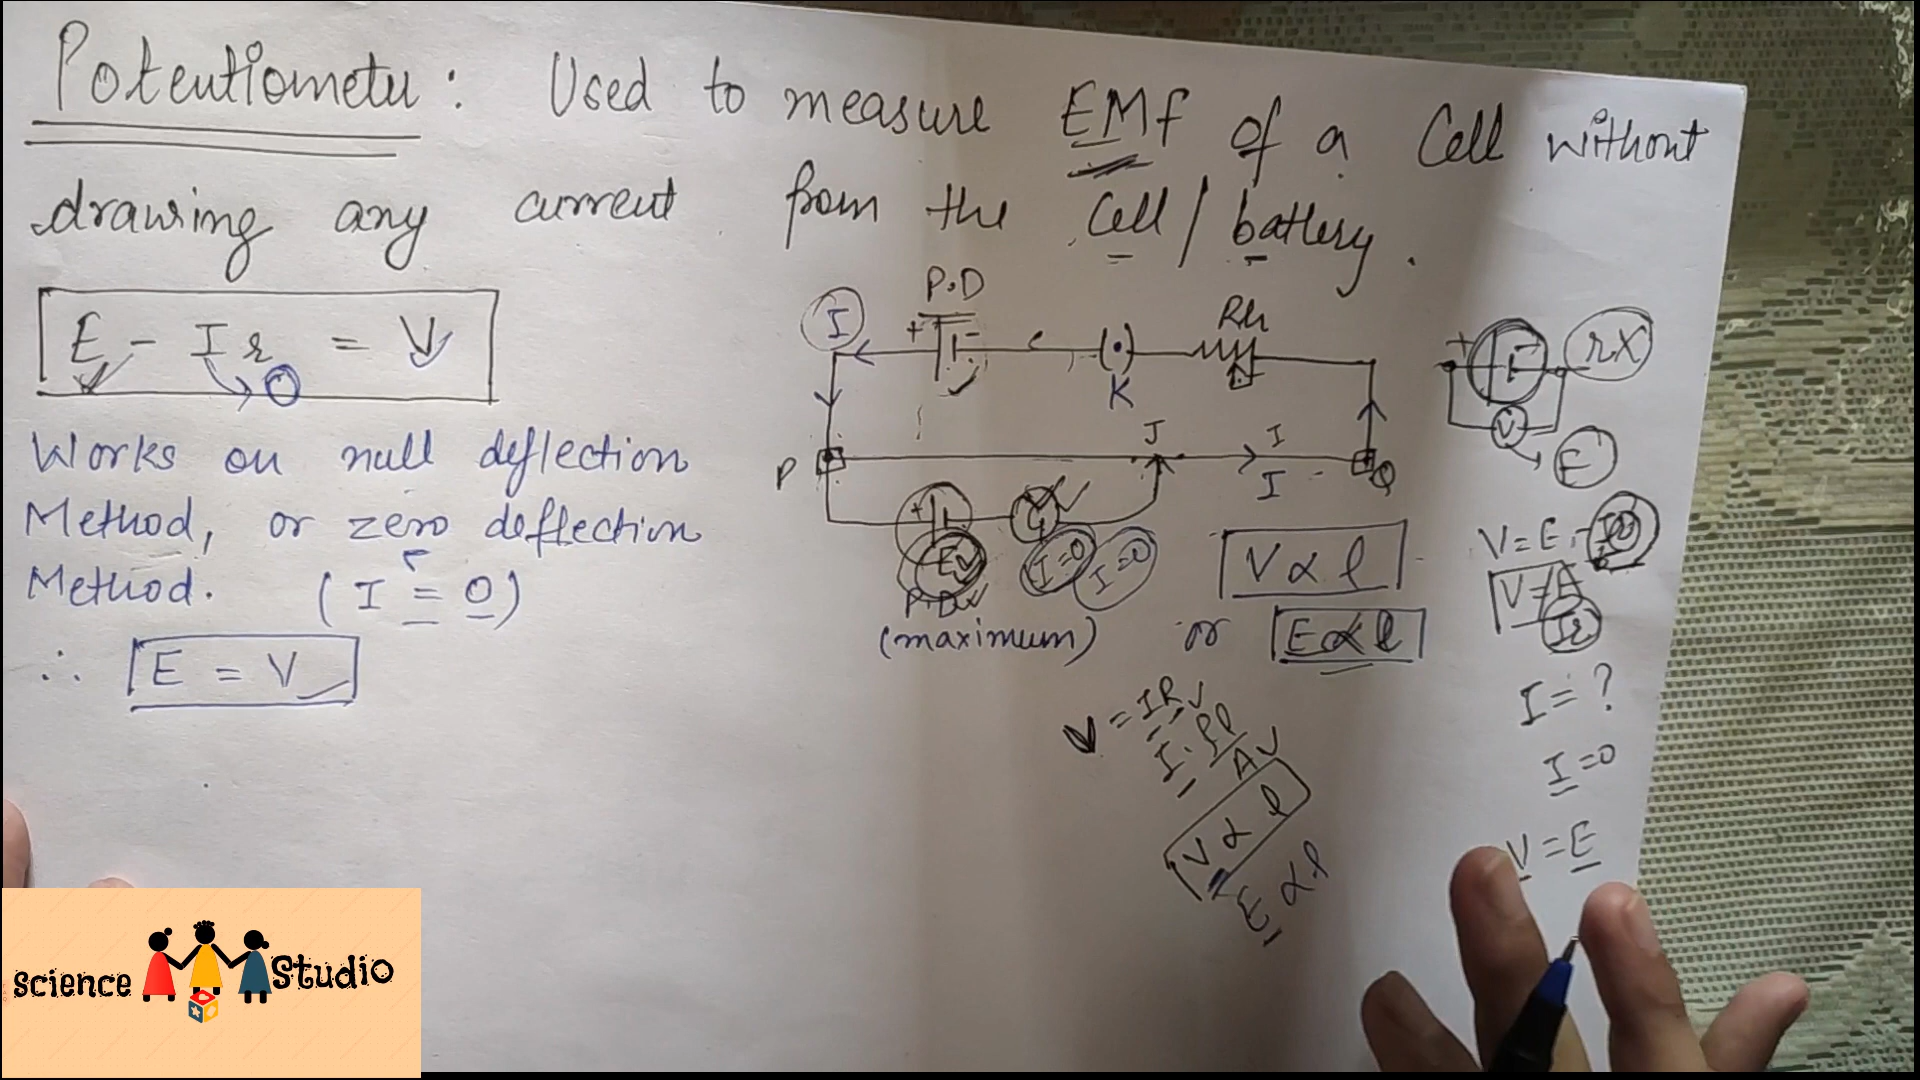 Potentiometer : Used to measure EMf of a Cell without
drawing any current from the Cell / battery .
E - Ir = V
0
Works on null deflection
Method, or zero deflection
Method. ( I = 0 )
∴ E = V
P.D
I
+ -
K
Rh
P
J
I
I
Q
+
G
E
I=0
I=0
P.D
(maximum)
V ∝ l
or E ∝ l
V = IR
I ρl/A
V ∝ l
E ∝ l
+
r X
V
E
V = E - Ir
I = ?
I = 0
V = E
Science Studio